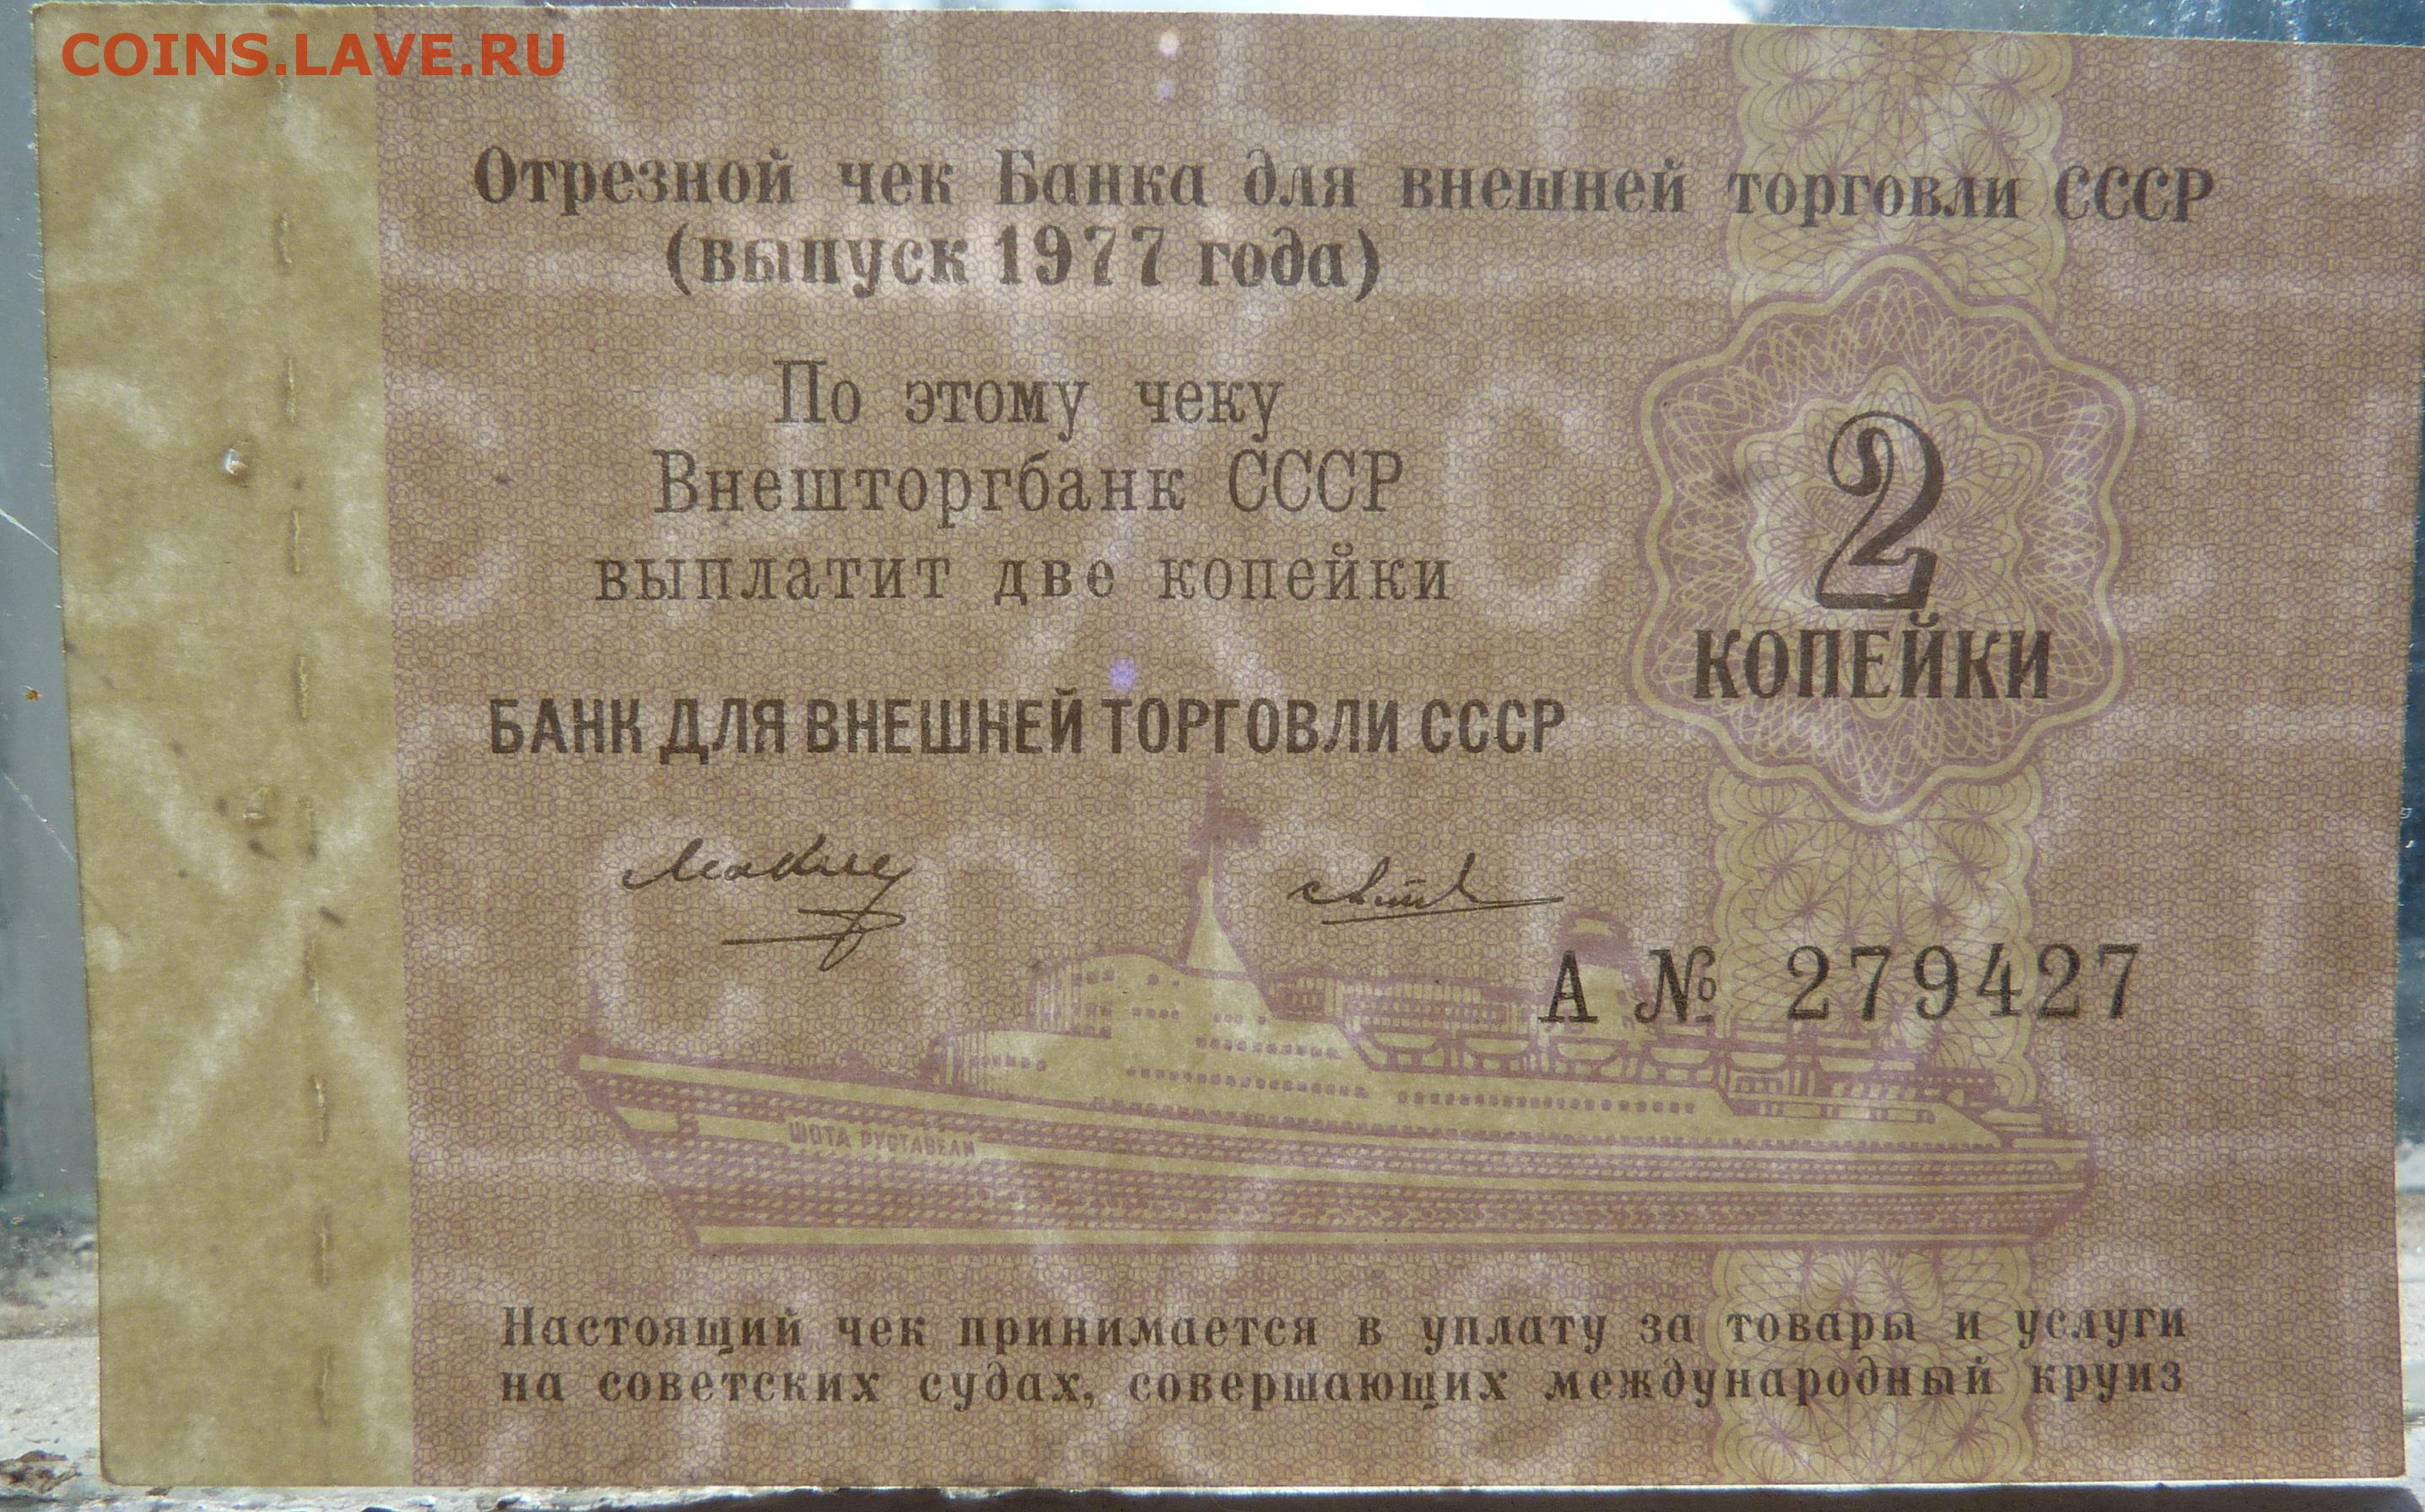 COINS.LAVE.RU
Отрезной чек Банка для внешней торговли СССР
(выпуск 1977 года)
По этому чеку
Внешторгбанк СССР
выплатит две копейки
2
КОПЕЙКИ
БАНК ДЛЯ ВНЕШНЕЙ ТОРГОВЛИ СССР
А № 279427
ШОТА РУСТАВЕЛИ
Настоящий чек принимается в уплату за товары и услуги
на советских судах, совершающих международный круиз